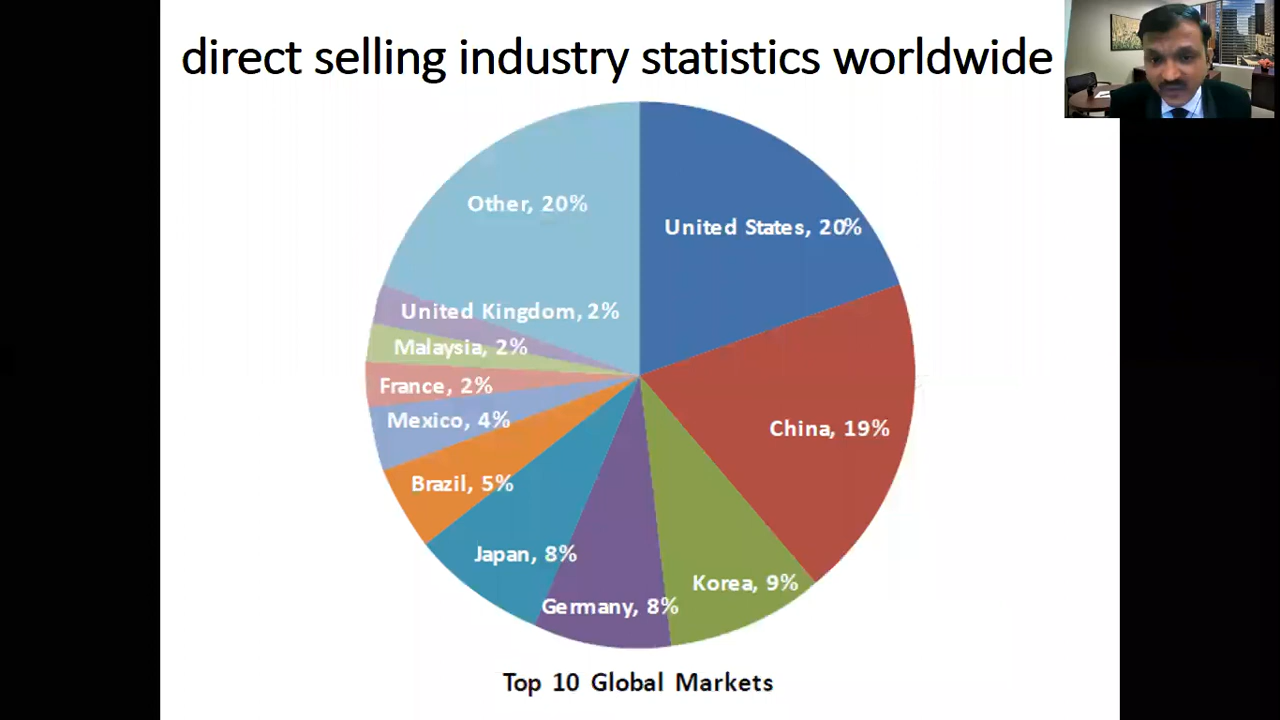 direct selling industry statistics worldwide
Other, 20%
United States, 20%
United Kingdom, 2%
Malaysia, 2%
France, 2%
Mexico, 4%
China, 19%
Brazil, 5%
Japan, 8%
Korea, 9%
Germany, 8%
Top 10 Global Markets